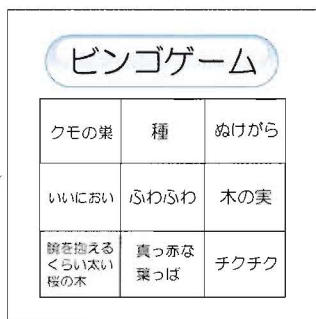 ビンゴゲーム
クモの巣
種
ぬけがら
いいにおい
ふわふわ
木の実
腕を抱える
くらい太い
桜の木
真っ赤な
葉っぱ
チクチク